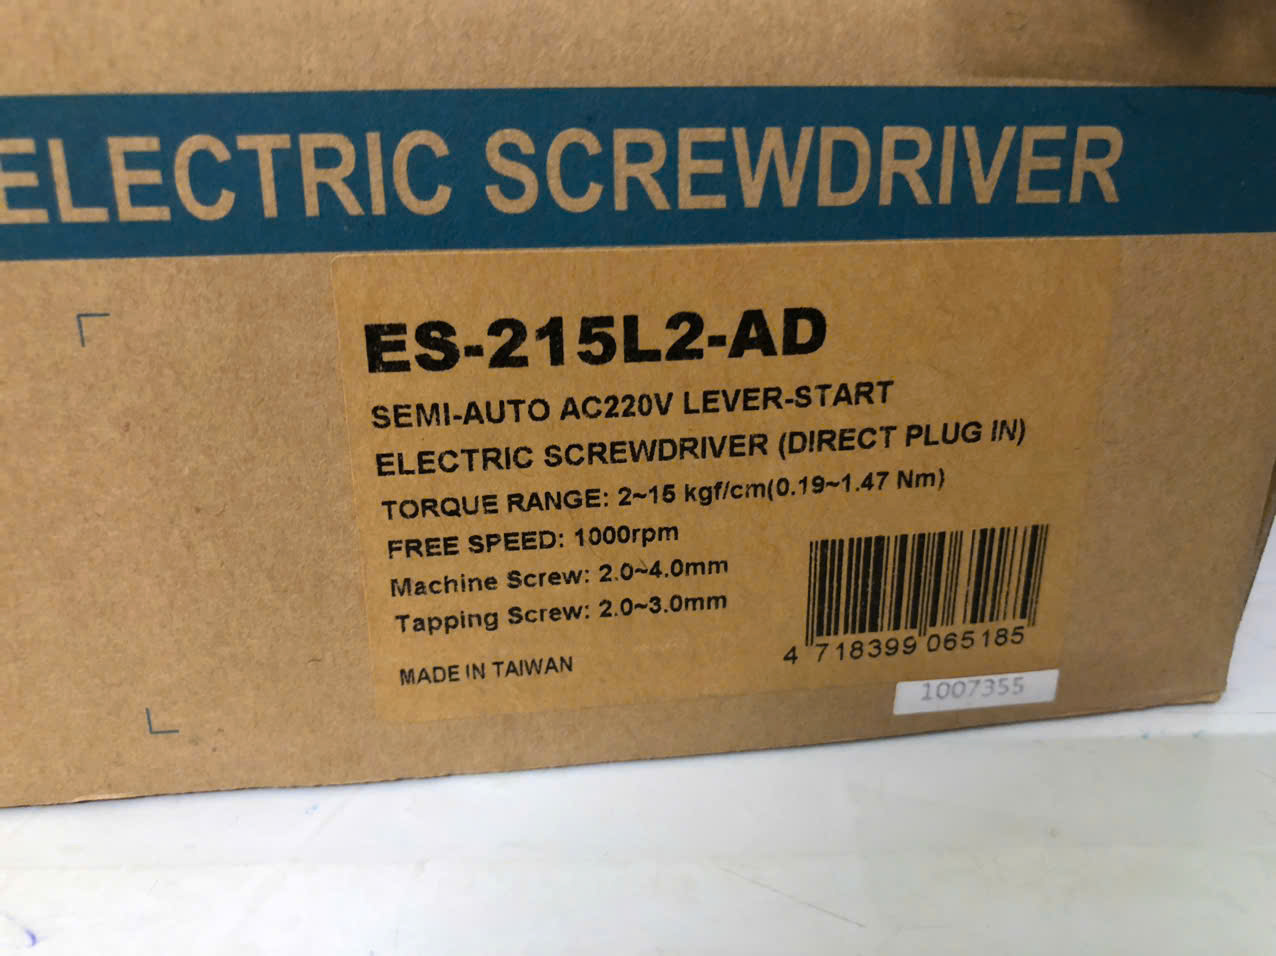 ELECTRIC SCREWDRIVER
ES-215L2-AD
SEMI-AUTO AC220V LEVER-START
ELECTRIC SCREWDRIVER (DIRECT PLUG IN)
TORQUE RANGE: 2~15 kgf/cm(0.19~1.47 Nm)
FREE SPEED: 1000rpm
Machine Screw: 2.0~4.0mm
Tapping Screw: 2.0~3.0mm
MADE IN TAIWAN
4 718399 065185
1007355